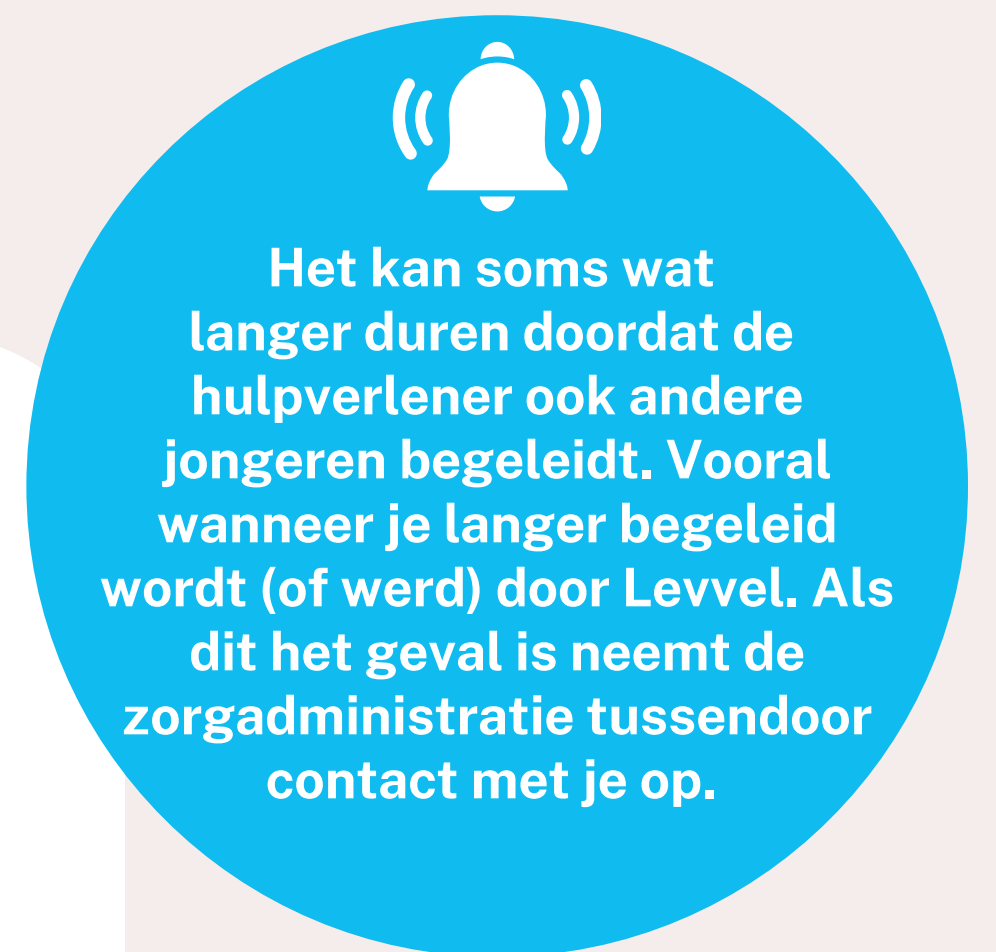 Het kan soms wat
langer duren doordat de
hulpverlener ook andere
jongeren begeleidt. Vooral
wanneer je langer begeleid
wordt (of werd) door Levvel. Als
dit het geval is neemt de
zorgadministratie tussendoor
contact met je op.